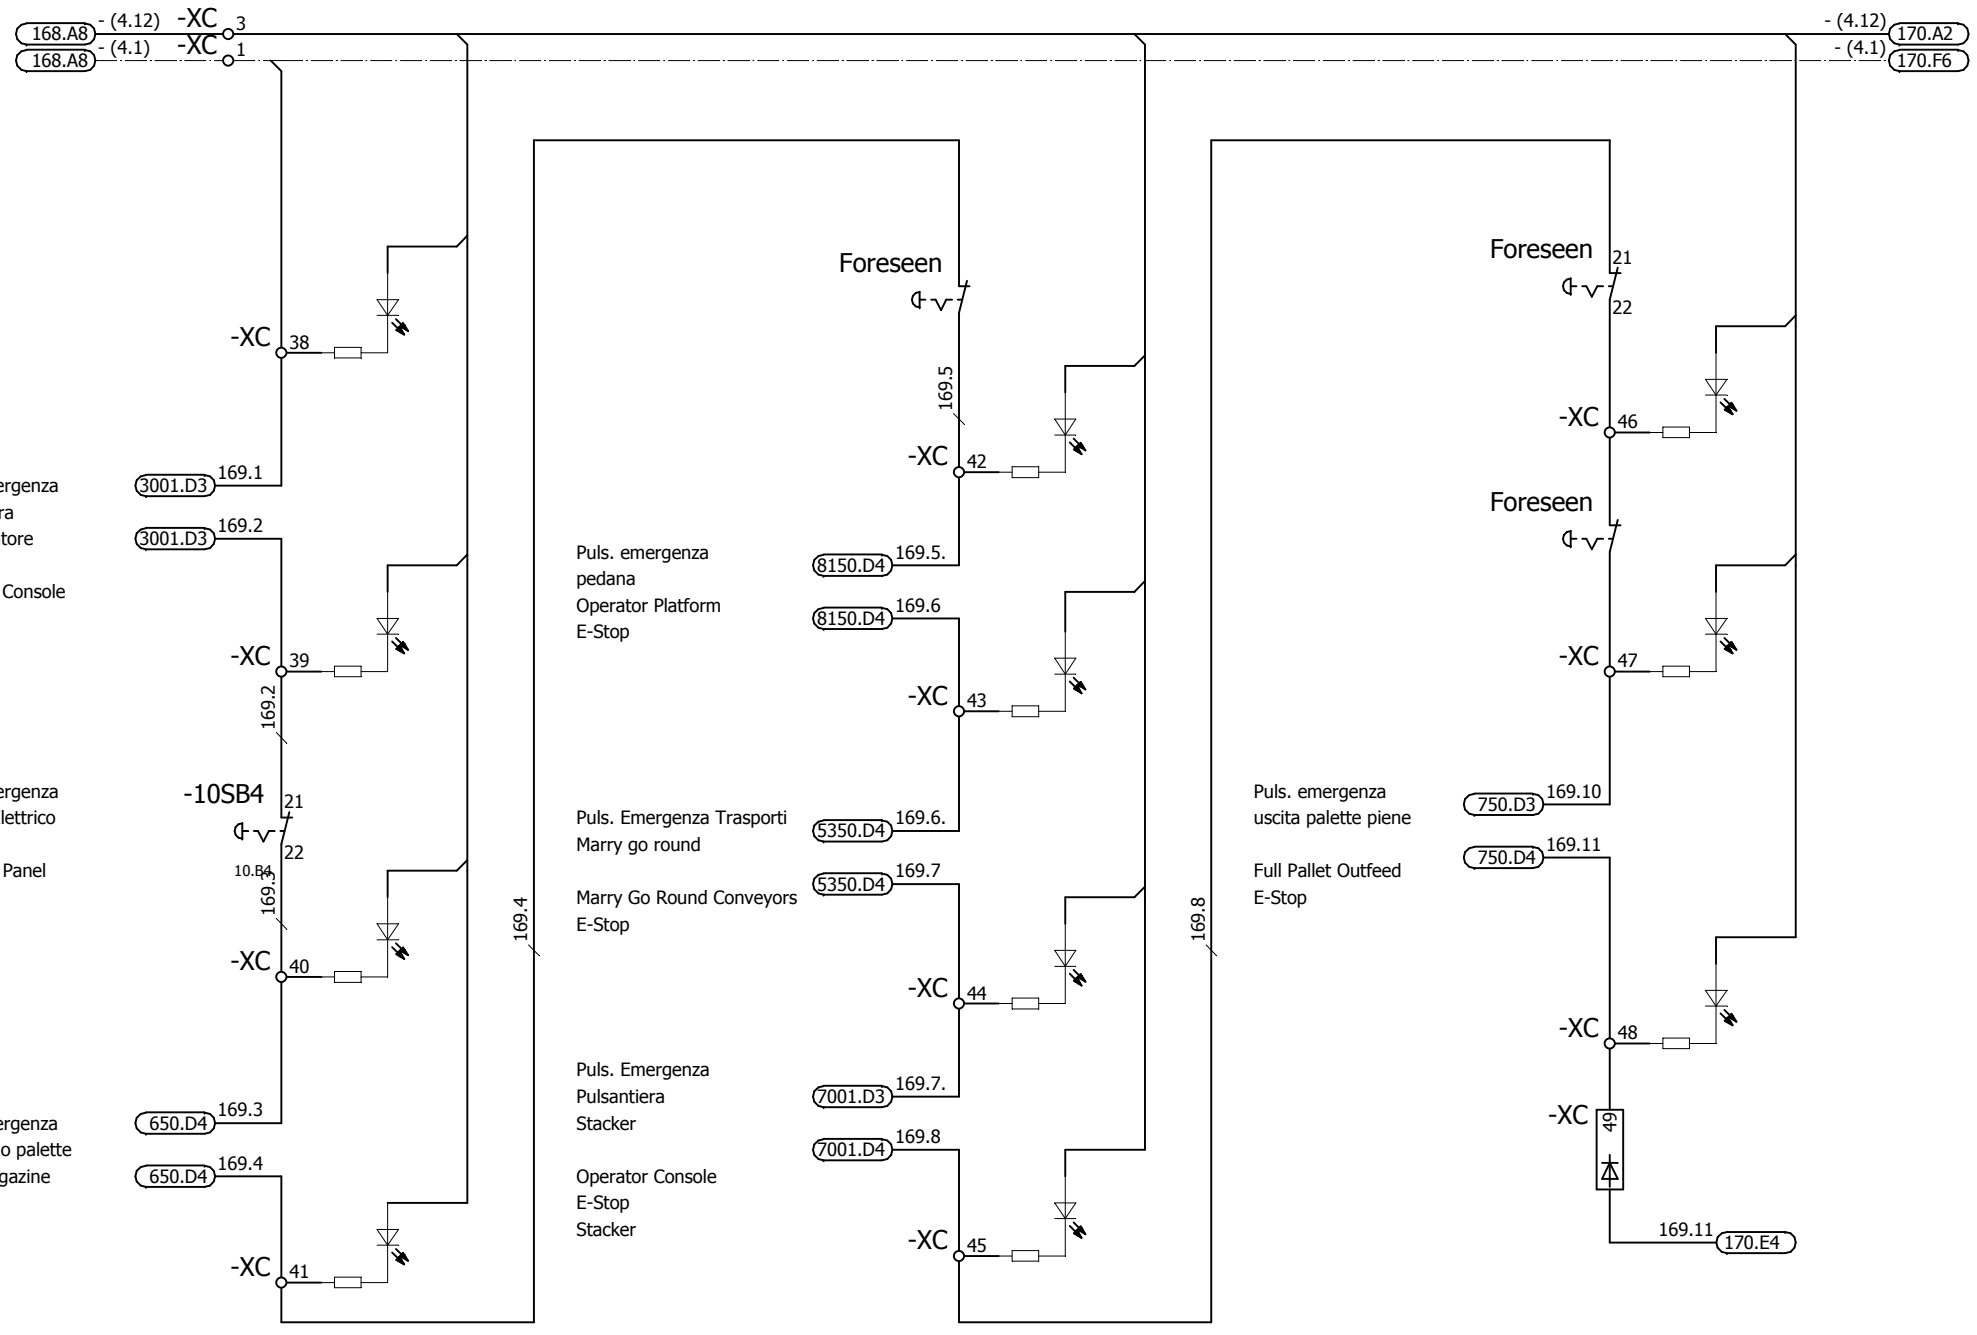 168.A8 - (4.12) -XC 3 - (4.12) 170.A2
168.A8 - (4.1) -XC 1 - (4.1) 170.F6
-XC 38
ergenza 3001.D3 169.1
ra
tore 3001.D3 169.2
Console
-XC 39
169.2
ergenza -10SB4 21
lettrico
22
Panel 10.B4
169.3
-XC 40
ergenza 650.D4 169.3
o palette
gazine 650.D4 169.4
-XC 41
169.4
Foreseen
169.5
-XC 42
Puls. emergenza 8150.D4 169.5.
pedana
Operator Platform 8150.D4 169.6
E-Stop
-XC 43
Puls. Emergenza Trasporti 5350.D4 169.6.
Marry go round
5350.D4 169.7
Marry Go Round Conveyors
E-Stop
-XC 44
Puls. Emergenza 7001.D3 169.7.
Pulsantiera
Stacker
7001.D4 169.8
Operator Console
E-Stop
Stacker
-XC 45
169.8
Foreseen 21
22
-XC 46
Foreseen
-XC 47
Puls. emergenza 750.D3 169.10
uscita palette piene
750.D4 169.11
Full Pallet Outfeed
E-Stop
-XC 48
-XC 49
169.11 170.E4